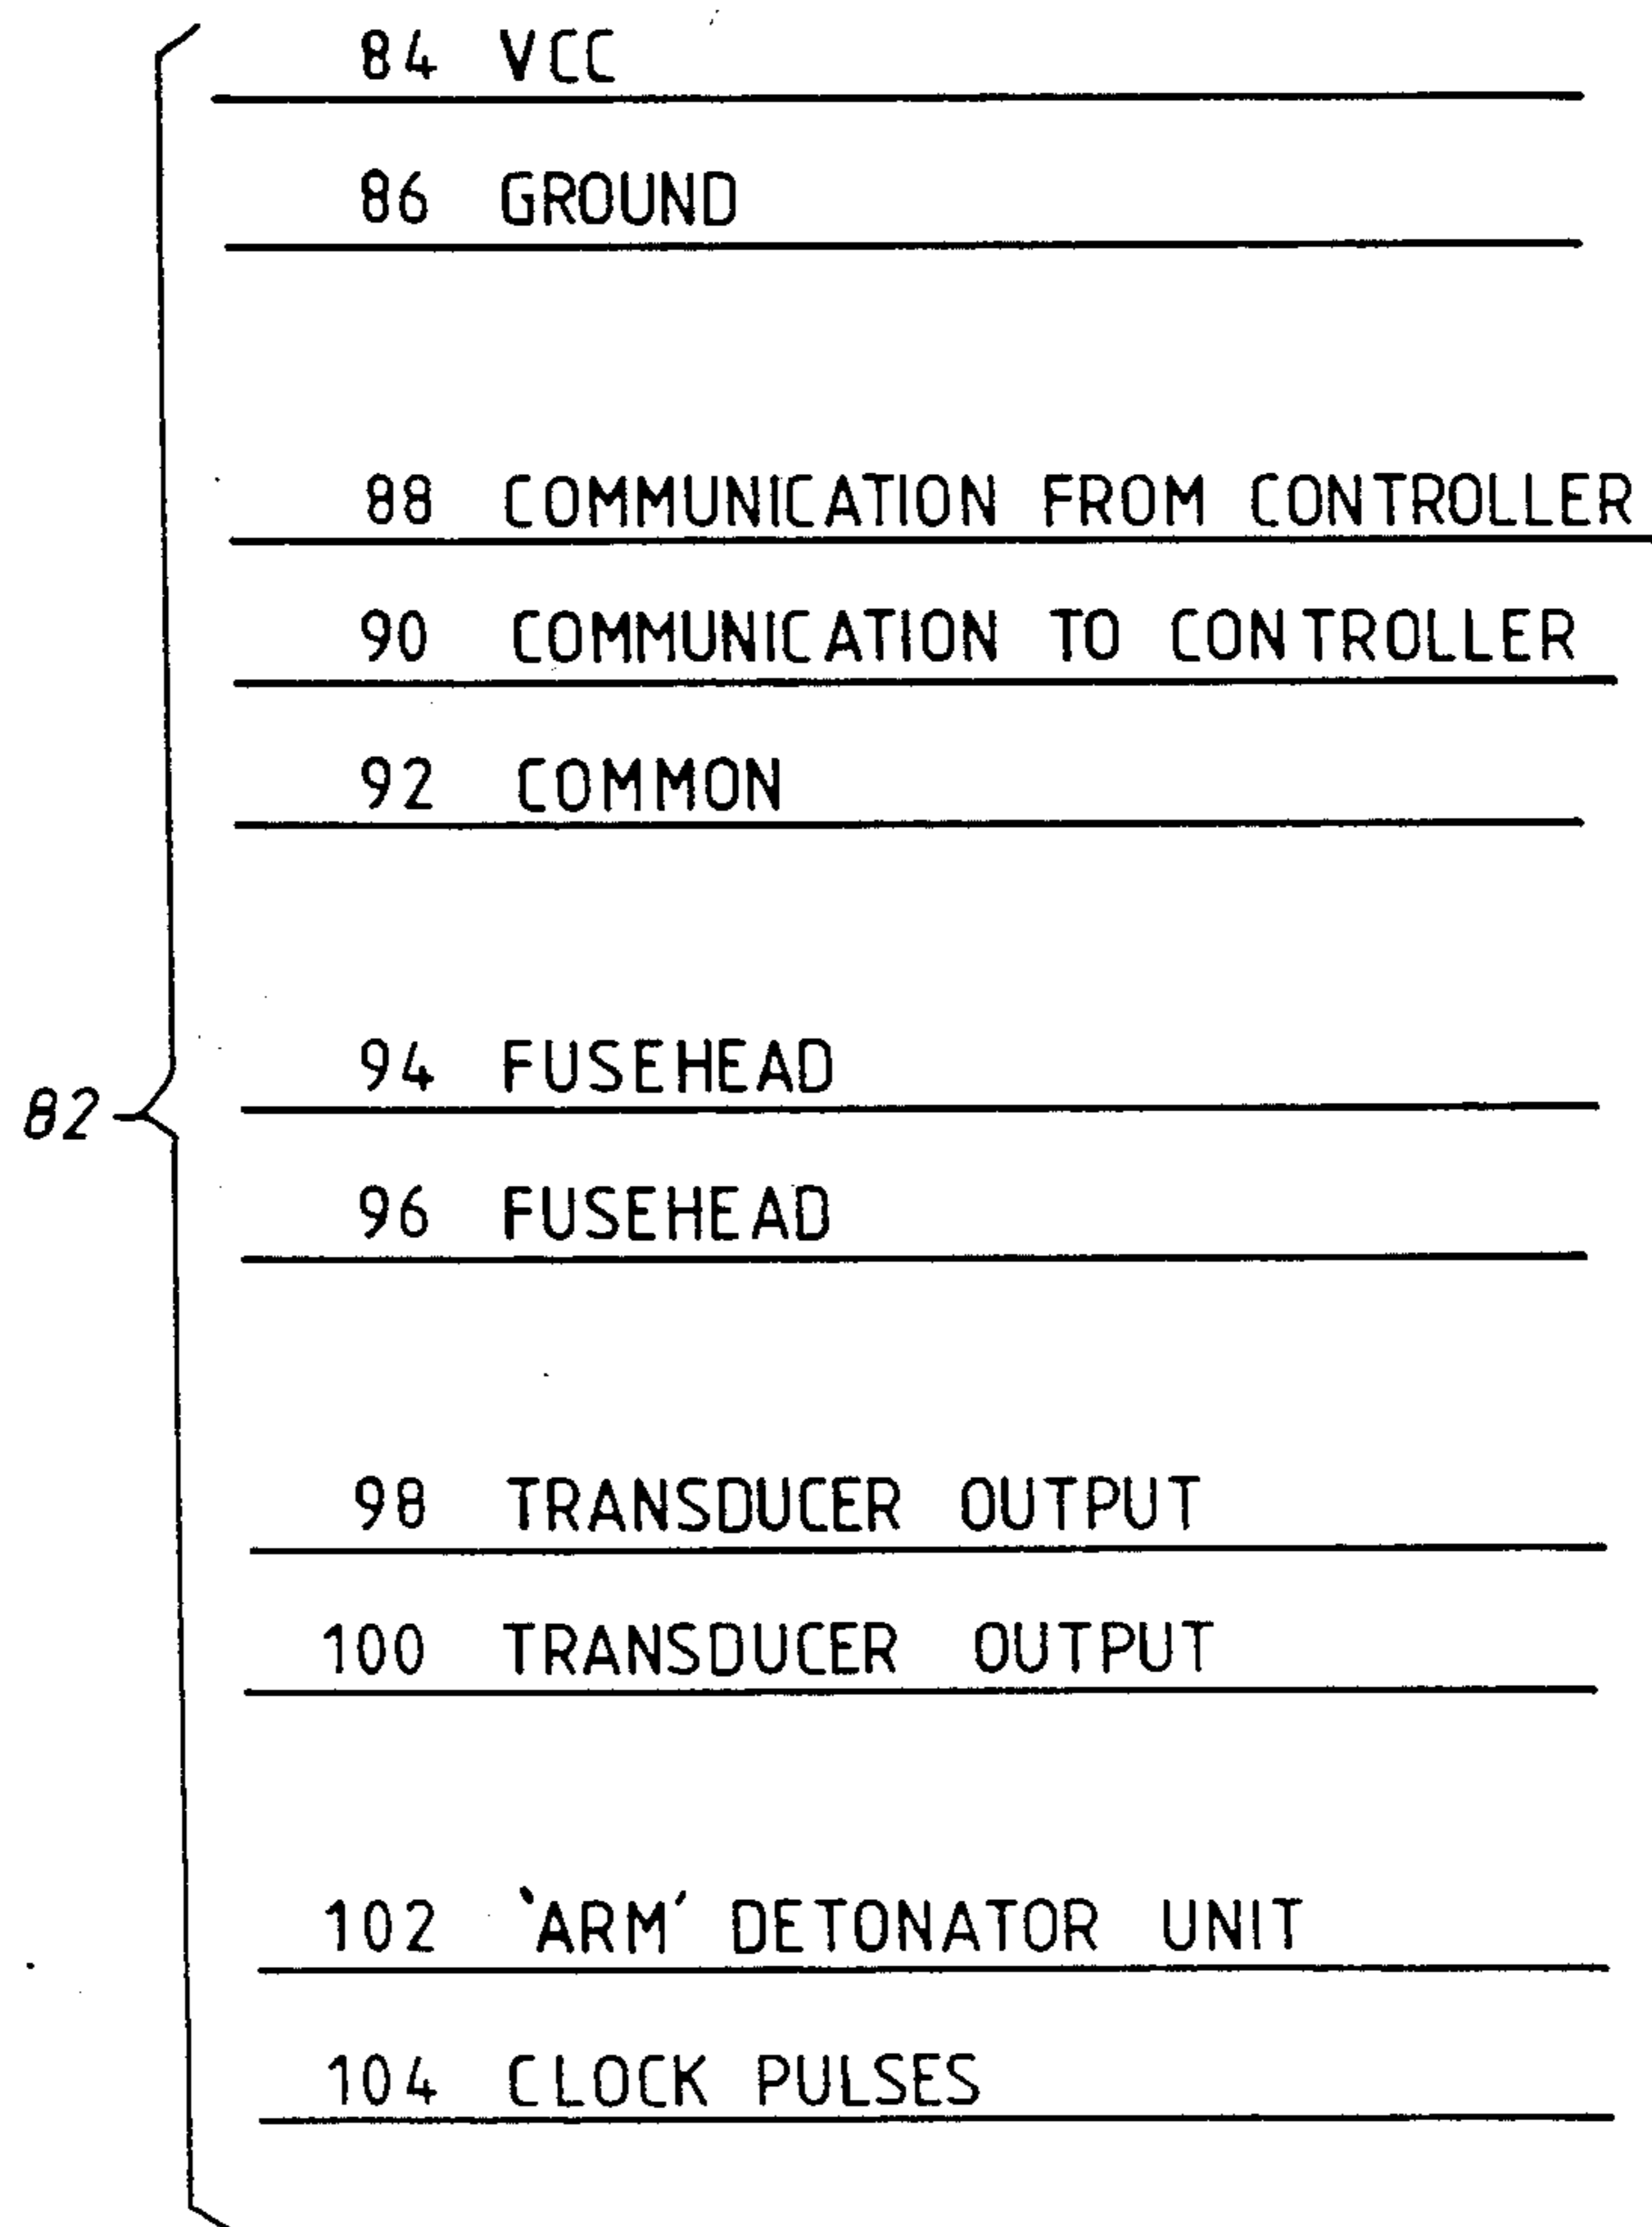 84 VCC
86 GROUND
88 COMMUNICATION FROM CONTROLLER
90 COMMUNICATION TO CONTROLLER
92 COMMON
82
94 FUSEHEAD
96 FUSEHEAD
98 TRANSDUCER OUTPUT
100 TRANSDUCER OUTPUT
102 'ARM' DETONATOR UNIT
104 CLOCK PULSES